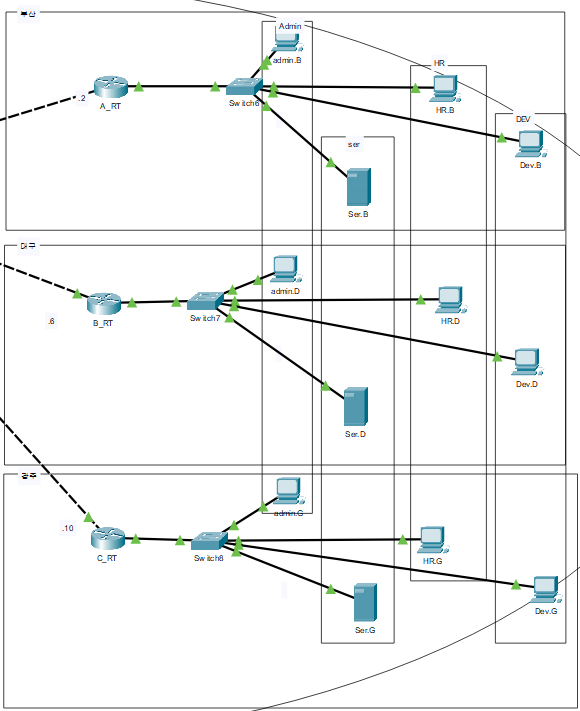 부산
Admin
admin.B
HR
.2
A_RT
Switch6
HR.B
DEV
ser
Dev.B
Ser.B
대구
admin.D
.6
B_RT
Switch7
HR.D
Dev.D
Ser.D
광주
admin.G
.10
C_RT
Switch8
HR.G
Dev.G
Ser.G